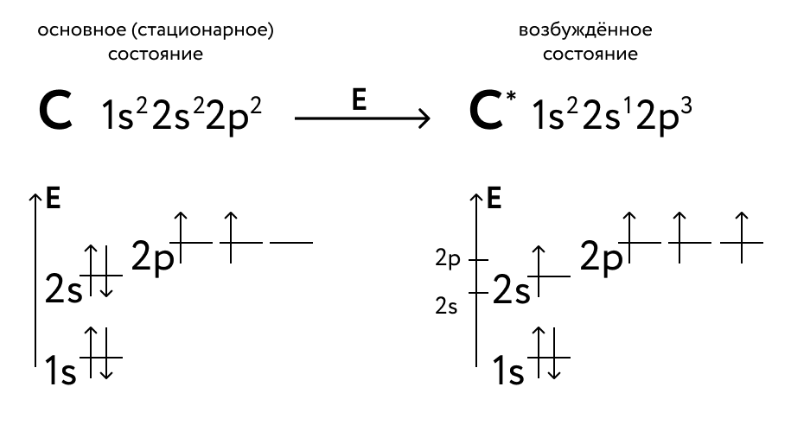 основное (стационарное)
состояние
возбуждённое
состояние
C 1s²2s²2p²
E
C* 1s²2s¹2p³
E
2p
2s
1s
E
2p
2s
2p
2s
1s